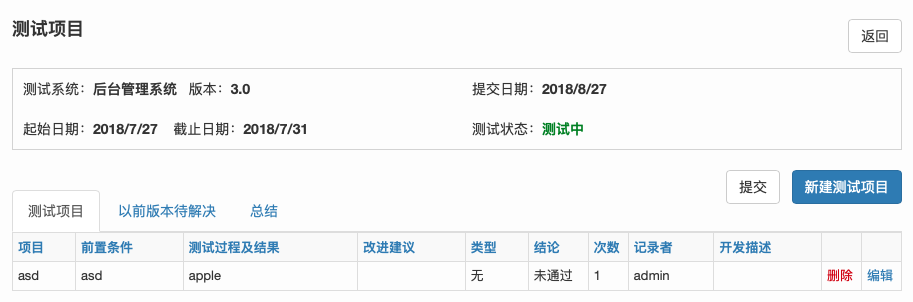 测试项目
返回
测试系统：后台管理系统 版本：3.0 提交日期：2018/8/27
起始日期：2018/7/27 截止日期：2018/7/31 测试状态：测试中
提交 新建测试项目
测试项目 以前版本待解决 总结
项目 前置条件 测试过程及结果 改进建议 类型 结论 次数 记录者 开发描述
asd asd apple 无 未通过 1 admin 删除 编辑